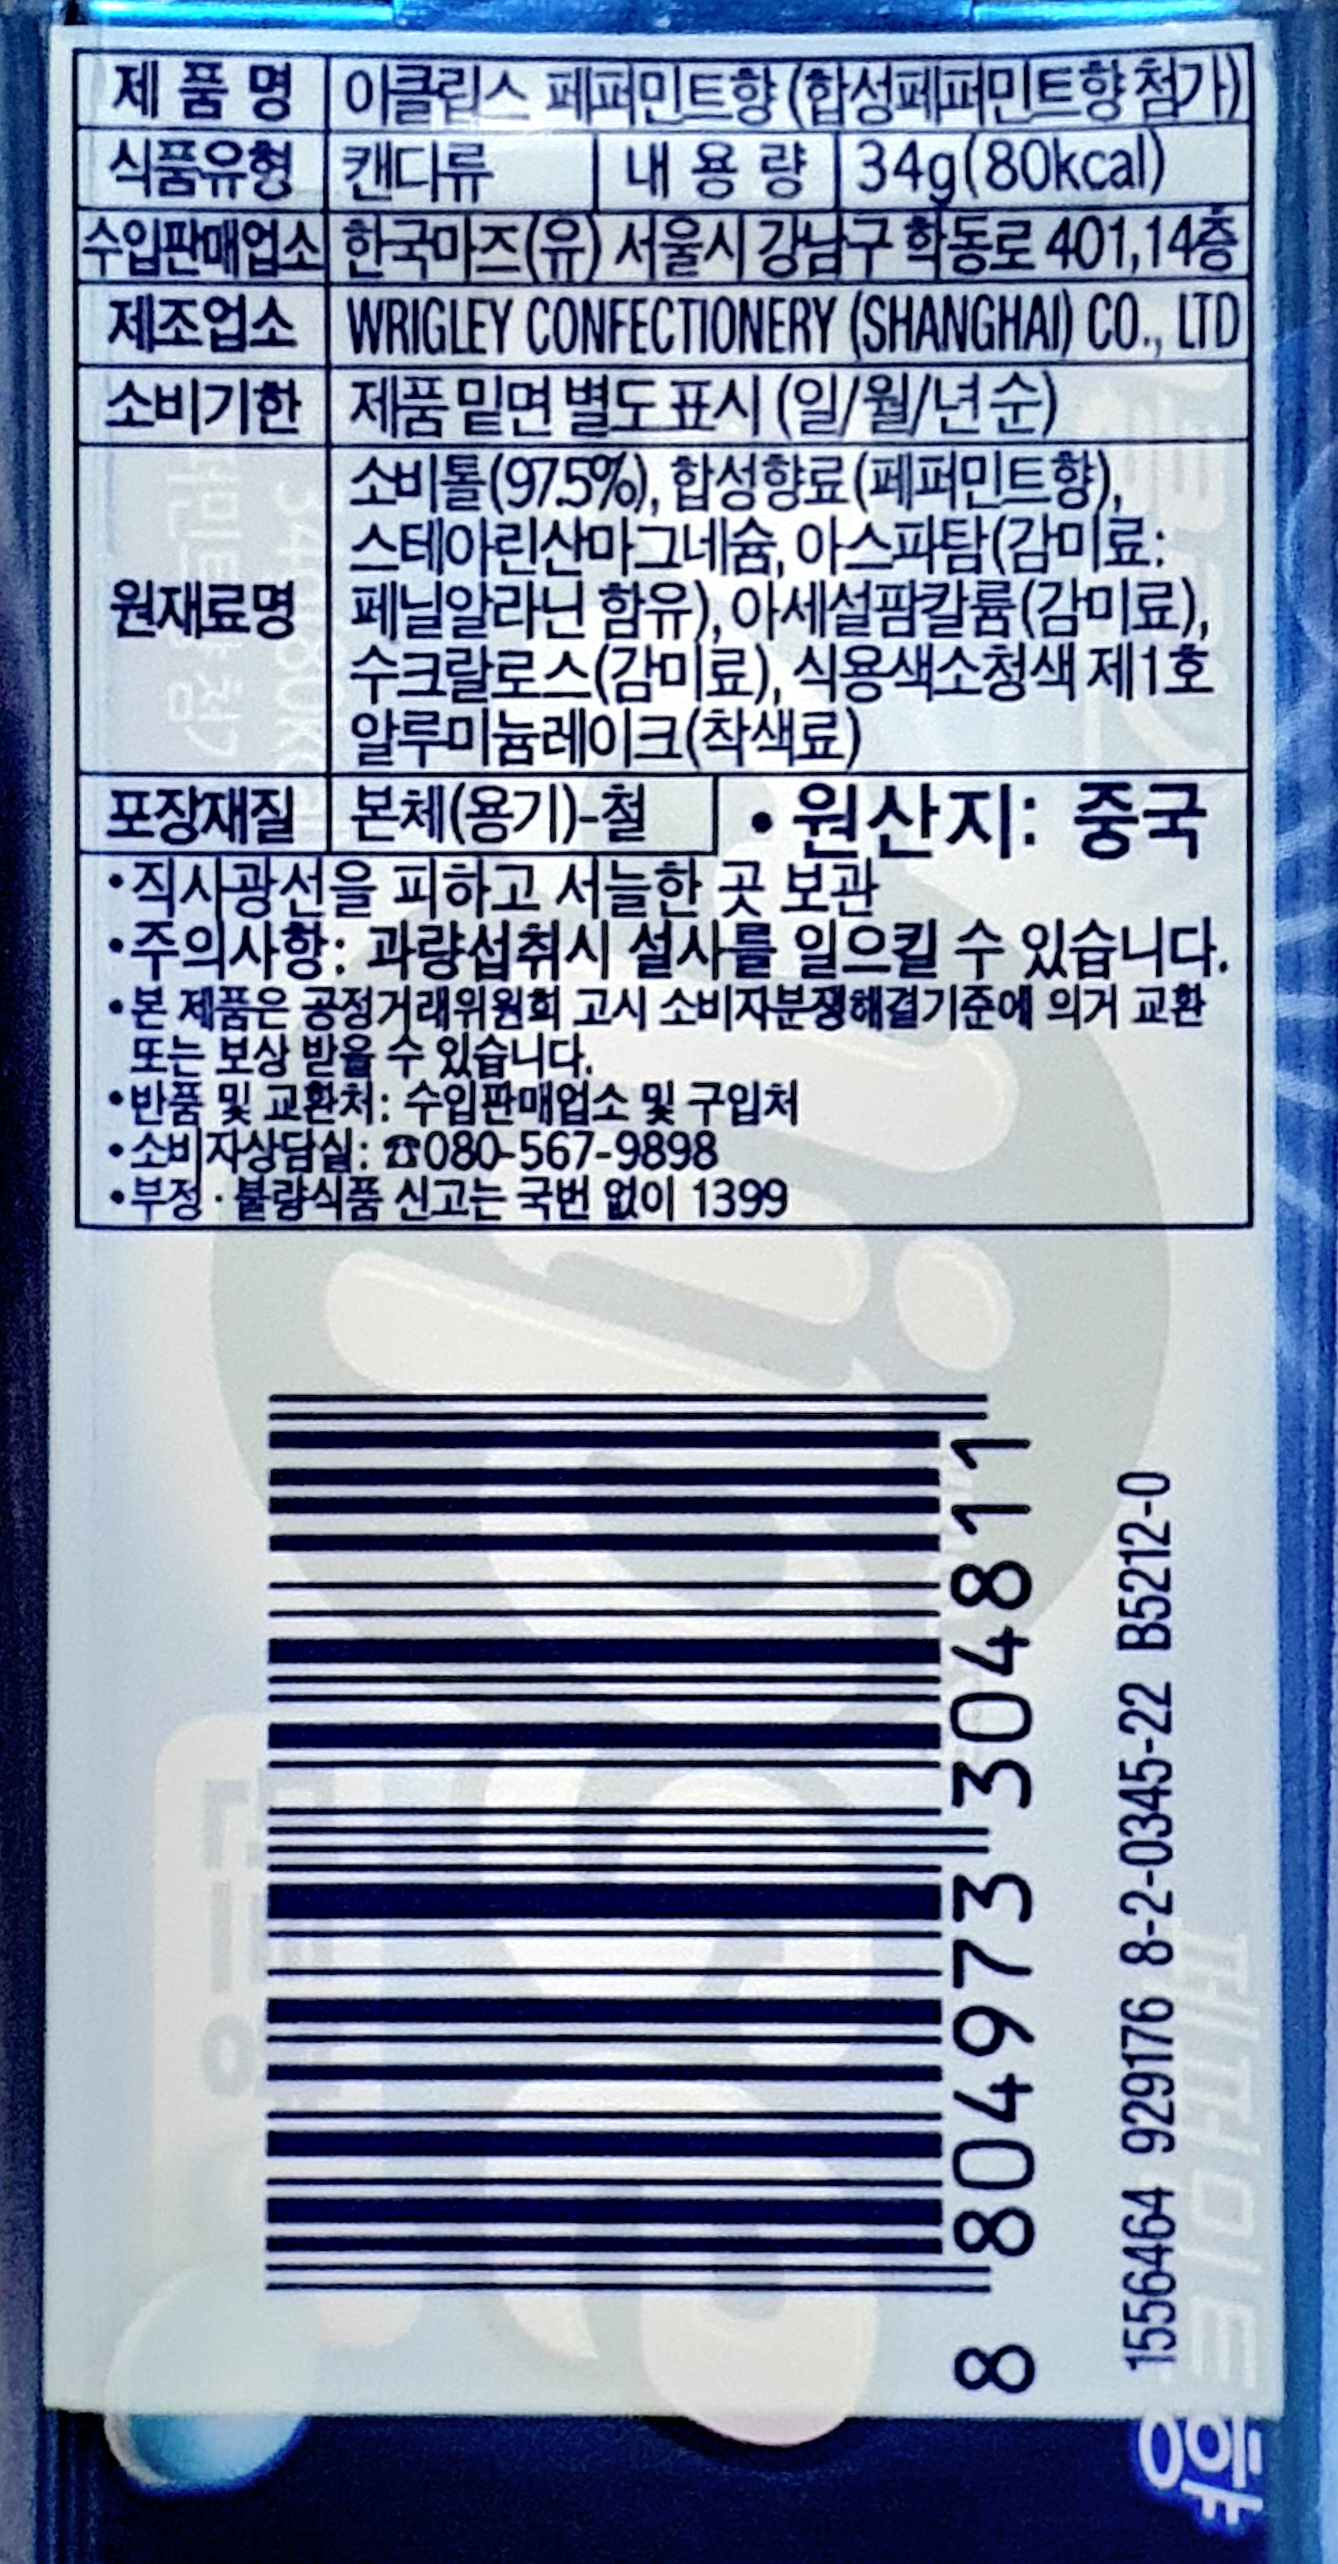 제 품 명 이클립스 페퍼민트향 (합성페퍼민트향 첨가)
식품유형 캔디류 내 용 량 34g(80kcal)
수입판매업소 한국마즈(유) 서울시 강남구 학동로 401,14층
제조업소 WRIGLEY CONFECTIONERY (SHANGHAI) CO., LTD
소비기한 제품 밑면 별도 표시 (일/월/년 순)
원재료명
소비톨(97.5%), 합성향료(페퍼민트향),
스테아린산마그네슘, 아스파탐(감미료:
페닐알라닌 함유), 아세설팜칼륨(감미료),
수크랄로스(감미료), 식용색소청색 제1호
알루미늄레이크(착색료)
포장재질 본체(용기)-철 •원산지: 중국
•직사광선을 피하고 서늘한 곳 보관
•주의사항: 과량섭취시 설사를 일으킬 수 있습니다.
•본 제품은 공정거래위원회 고시 소비자분쟁해결기준에 의거 교환
또는 보상 받을 수 있습니다.
•반품 및 교환처: 수입판매업소 및 구입처
•소비자상담실: ☎080-567-9898
•부정·불량식품 신고는 국번 없이 1399
8 804973 304811
1556464 929176 8-2-0345-22 B5212-0
페퍼민트향